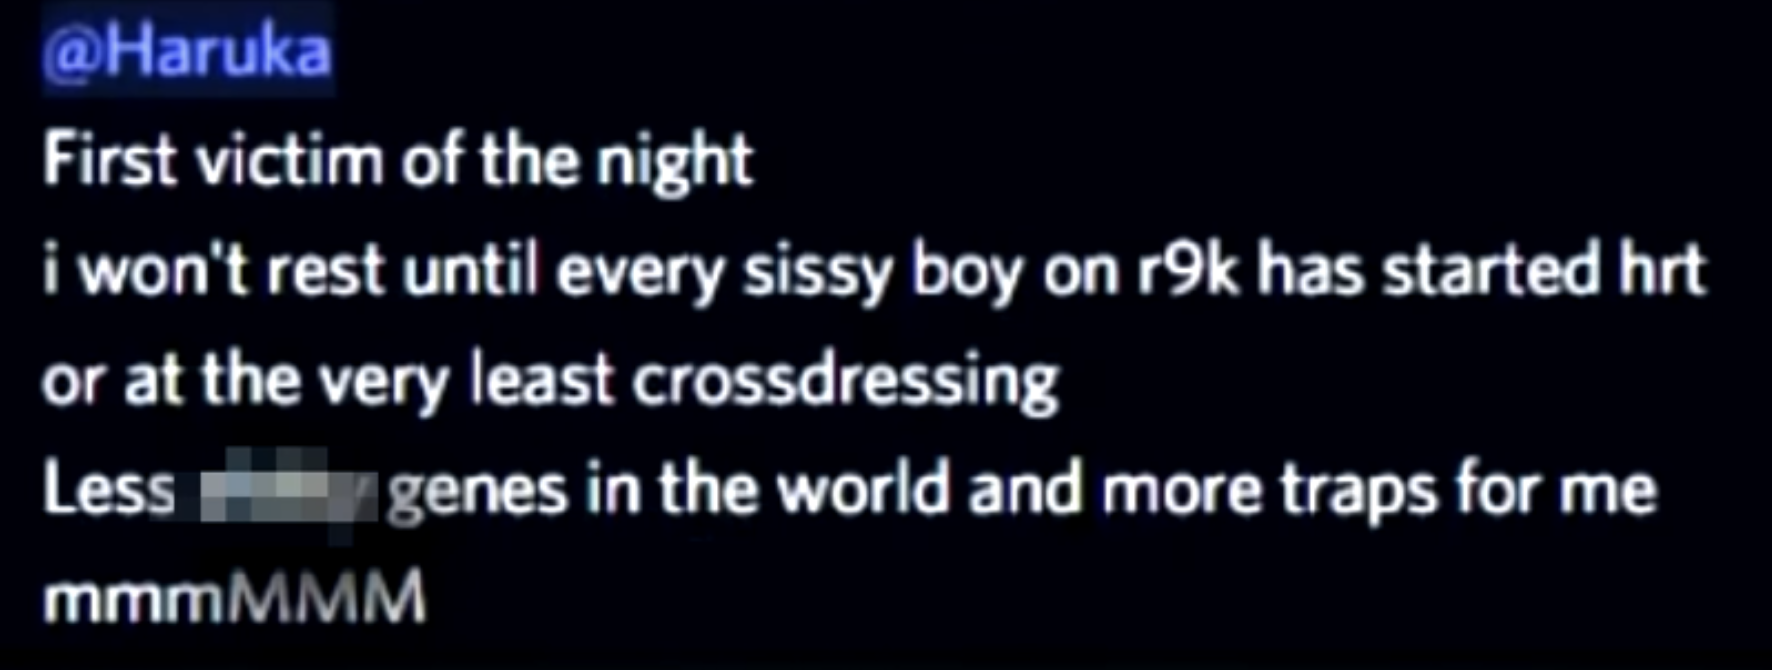 @Haruka
First victim of the night
i won't rest until every sissy boy on r9k has started hrt
or at the very least crossdressing
Less genes in the world and more traps for me
mmmMMM